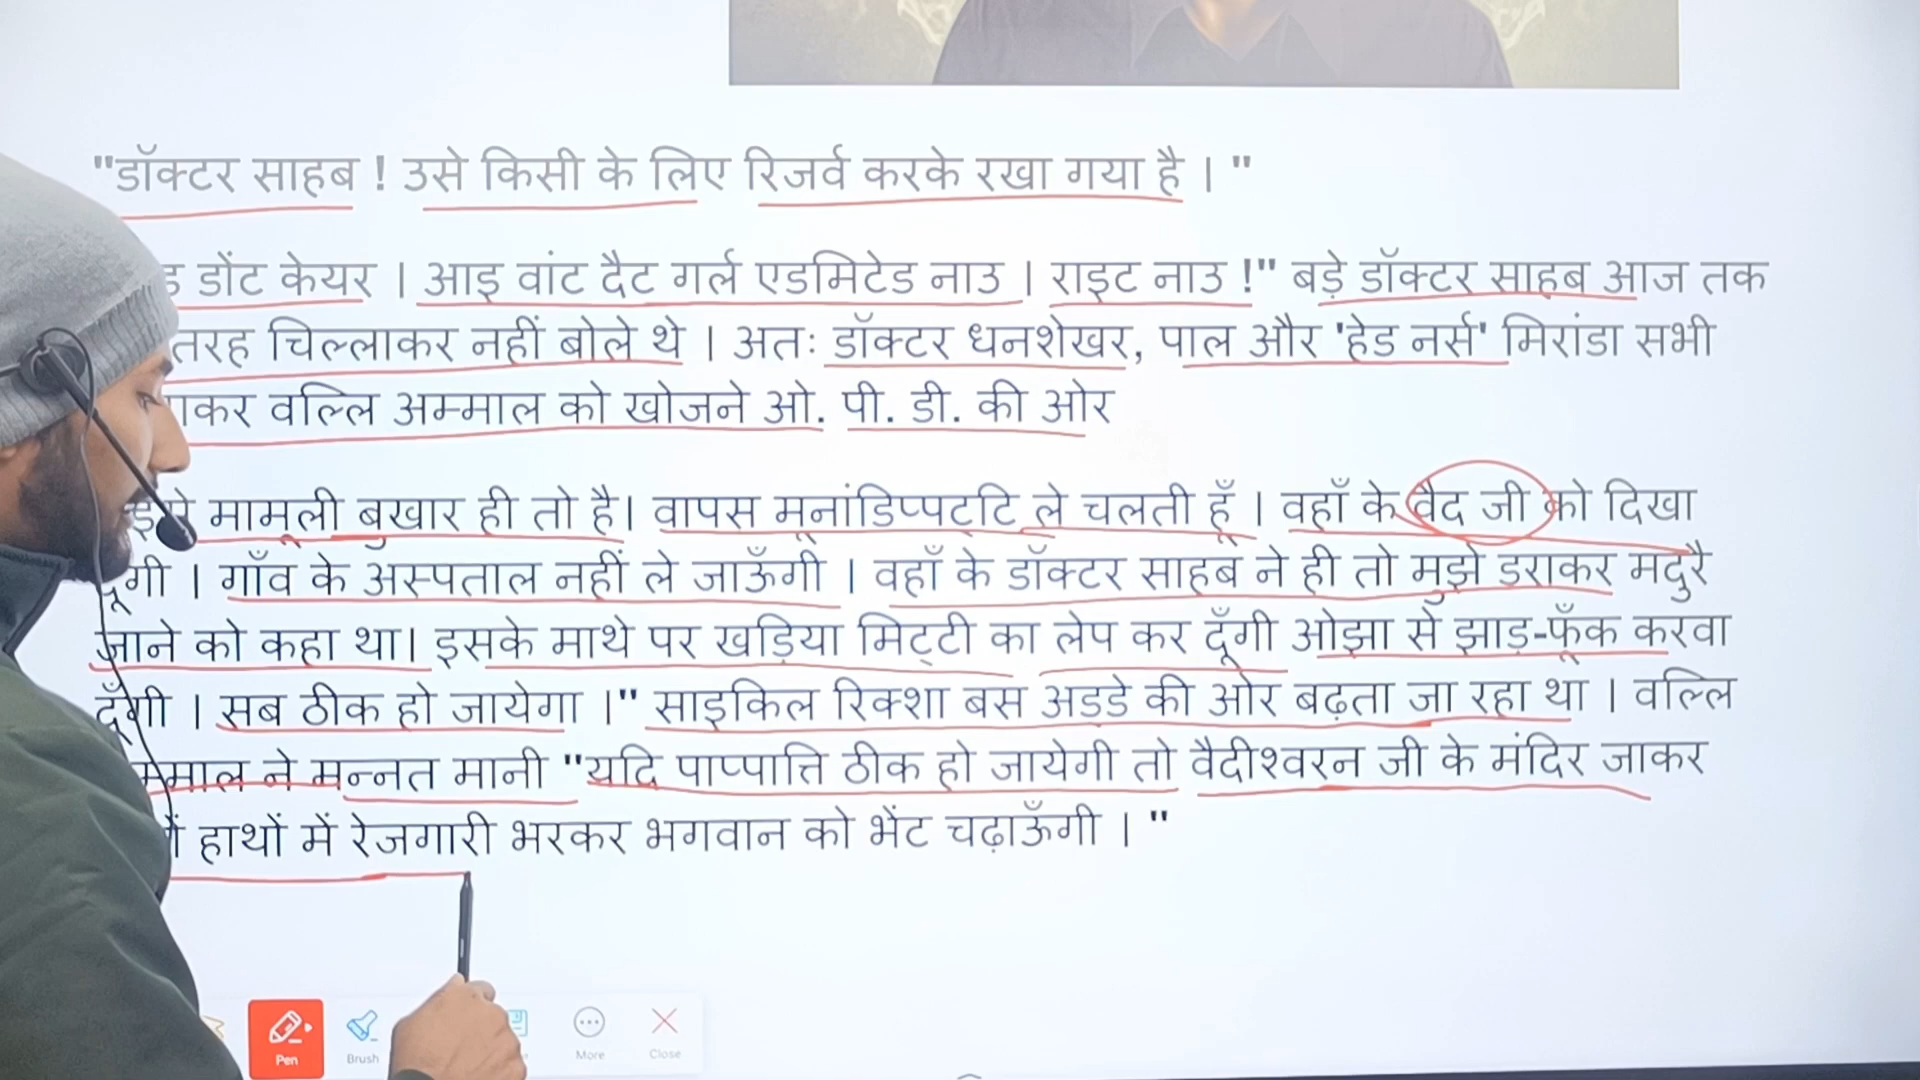 "डॉक्टर साहब ! उसे किसी के लिए रिजर्व करके रखा गया है । "
डोंट केयर । आइ वांट दैट गर्ल एडमिटेड नाउ । राइट नाउ !" बड़े डॉक्टर साहब आज तक
तरह चिल्लाकर नहीं बोले थे । अतः डॉक्टर धनशेखर, पाल और 'हेड नर्स' मिरांडा सभी
वल्लि अम्माल को खोजने ओ. पी. डी. की ओर
मामूली बुखार ही तो है। वापस मूनांडिप्पट्टि ले चलती हूँ । वहाँ के वैद जी को दिखा
। गाँव के अस्पताल नहीं ले जाऊँगी । वहाँ के डॉक्टर साहब ने ही तो मुझे डराकर मदुरै
जाने को कहा था। इसके माथे पर खड़िया मिट्टी का लेप कर दूँगी ओझा से झाड़-फूँक करवा
दूँगी । सब ठीक हो जायेगा ।" साइकिल रिक्शा बस अडडे की ओर बढ़ता जा रहा था । वल्लि
ने मन्नत मानी "यदि पाप्पात्ति ठीक हो जायेगी तो वैदीश्वरन जी के मंदिर जाकर
हाथों में रेजगारी भरकर भगवान को भेंट चढ़ाऊँगी । "
Pen Brush More Close